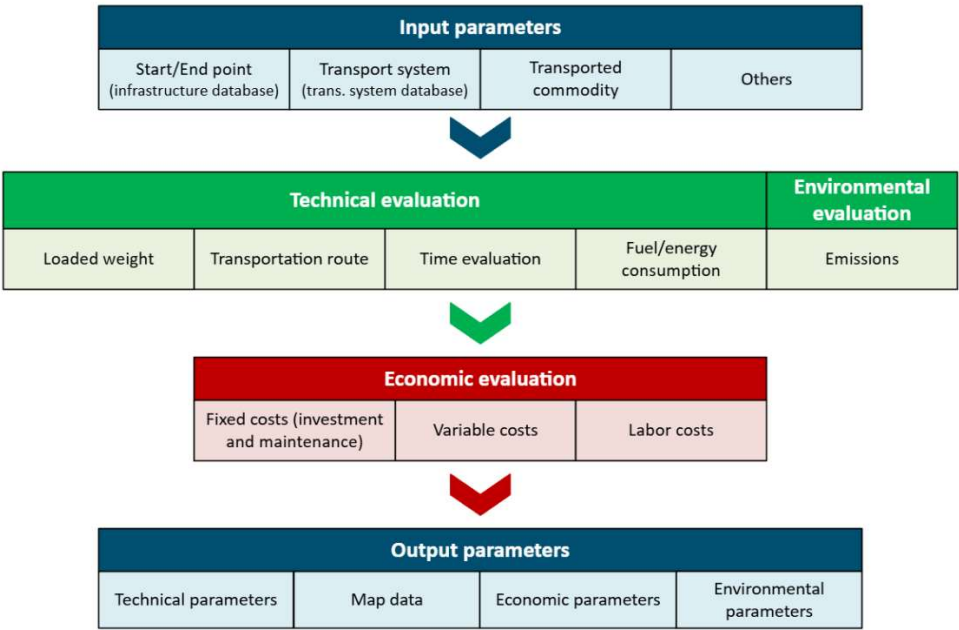 Input parameters
Start/End point
(infrastructure database)
Transport system
(trans. system database)
Transported
commodity
Others
Technical evaluation
Environmental
evaluation
Loaded weight
Transportation route
Time evaluation
Fuel/energy
consumption
Emissions
Economic evaluation
Fixed costs (investment
and maintenance)
Variable costs
Labor costs
Output parameters
Technical parameters
Map data
Economic parameters
Environmental
parameters